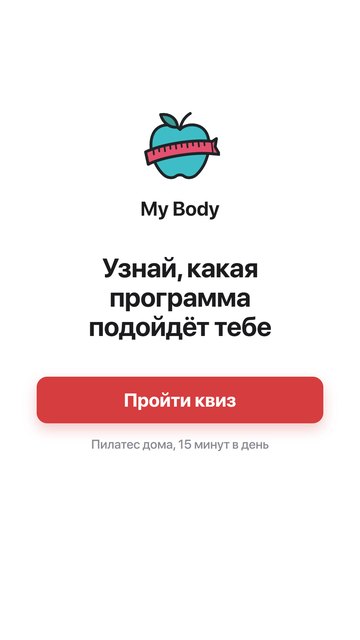 My Body
Узнай, какая
программа
подойдёт тебе
Пройти квиз
Пилатес дома, 15 минут в день